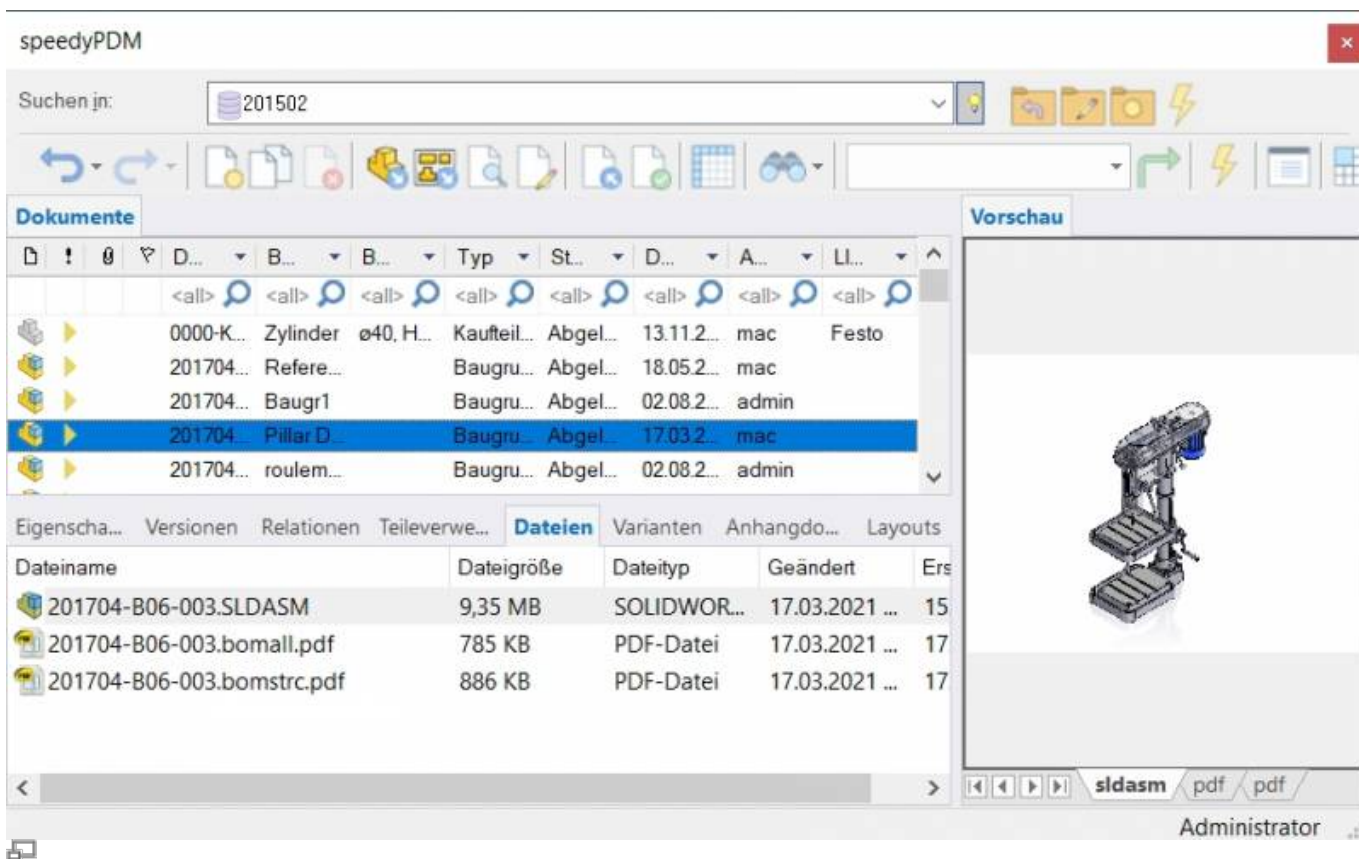 speedyPDM
Suchen in: 201502
Dokumente
! D... B... B... Typ St... D... A... LI...
<all> <all> <all> <all> <all> <all> <all> <all>
0000-K... Zylinder ø40, H... Kaufteil... Abgel... 13.11.2... mac Festo
201704... Refere... Baugru... Abgel... 18.05.2... mac
201704... Baugr1 Baugru... Abgel... 02.08.2... admin
201704... Pillar D... Baugru... Abgel... 17.03.2... mac
201704... roulem... Baugru... Abgel... 02.08.2... admin
Eigenscha... Versionen Relationen Teileverwe... Dateien Varianten Anhangdo... Layouts
Dateiname Dateigröße Dateityp Geändert Ers
201704-B06-003.SLDASM 9,35 MB SOLIDWOR... 17.03.2021 ... 15
201704-B06-003.bomall.pdf 785 KB PDF-Datei 17.03.2021 ... 17
201704-B06-003.bomstrc.pdf 886 KB PDF-Datei 17.03.2021 ... 17
Vorschau
sldasm pdf pdf
Administrator